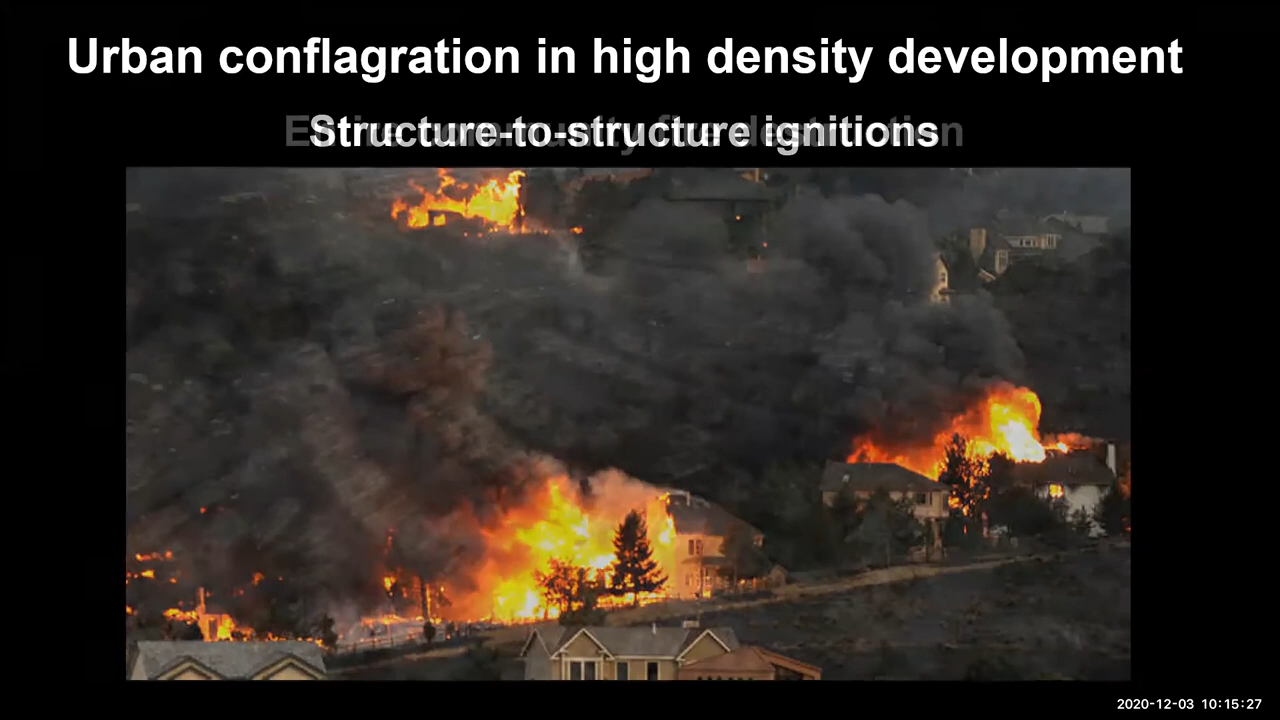 Urban conflagration in high density development
Structure-to-structure ignitions
2020-12-03 10:15:27